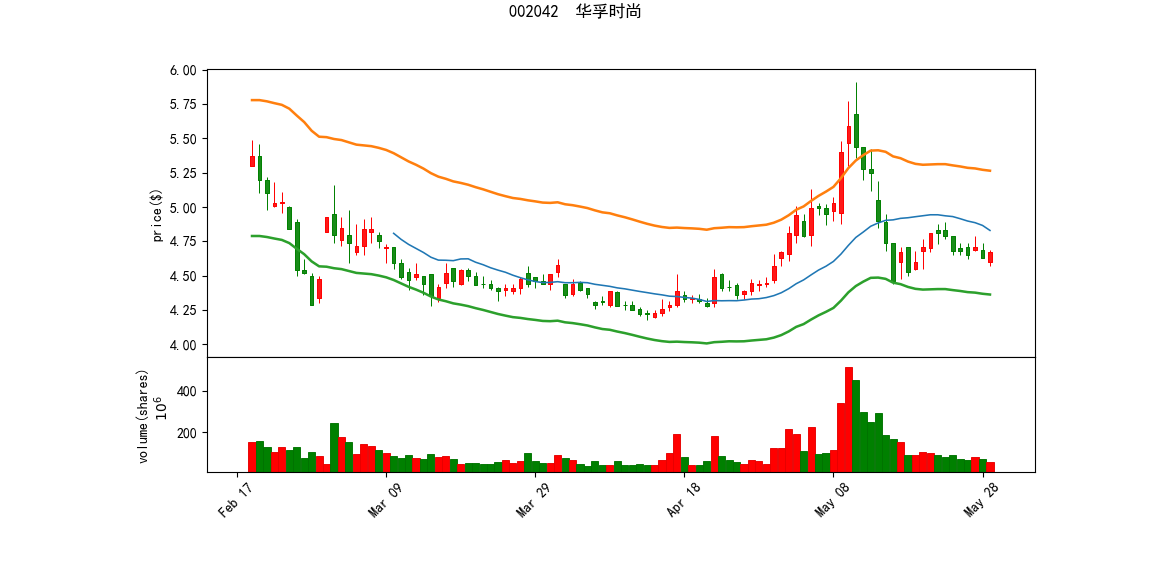 002042 华孚时尚
price($)
6.00
5.75
5.50
5.25
5.00
4.75
4.50
4.25
4.00
volume(shares)
10^6
400
200
Feb 17
Mar 09
Mar 29
Apr 18
May 08
May 28